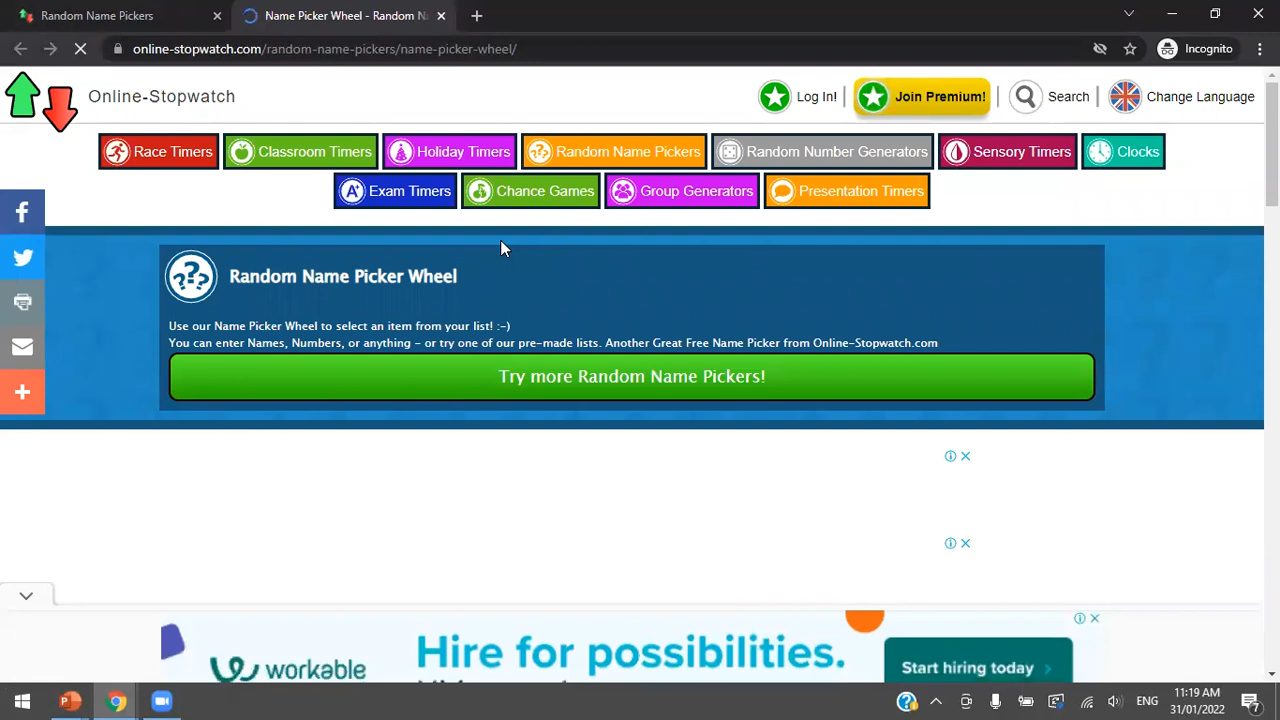 Random Name Pickers
Name Picker Wheel - Random N
online-stopwatch.com/random-name-pickers/name-picker-wheel/
Incognito
Online-Stopwatch
Log In!
Join Premium!
Search
Change Language
Race Timers
Classroom Timers
Holiday Timers
Random Name Pickers
Random Number Generators
Sensory Timers
Clocks
Exam Timers
Chance Games
Group Generators
Presentation Timers
Random Name Picker Wheel
Use our Name Picker Wheel to select an item from your list! :-)
You can enter Names, Numbers, or anything - or try one of our pre-made lists. Another Great Free Name Picker from Online-Stopwatch.com
Try more Random Name Pickers!
Hire for possibilities.
workable
Start hiring today
ENG
11:19 AM
31/01/2022
7